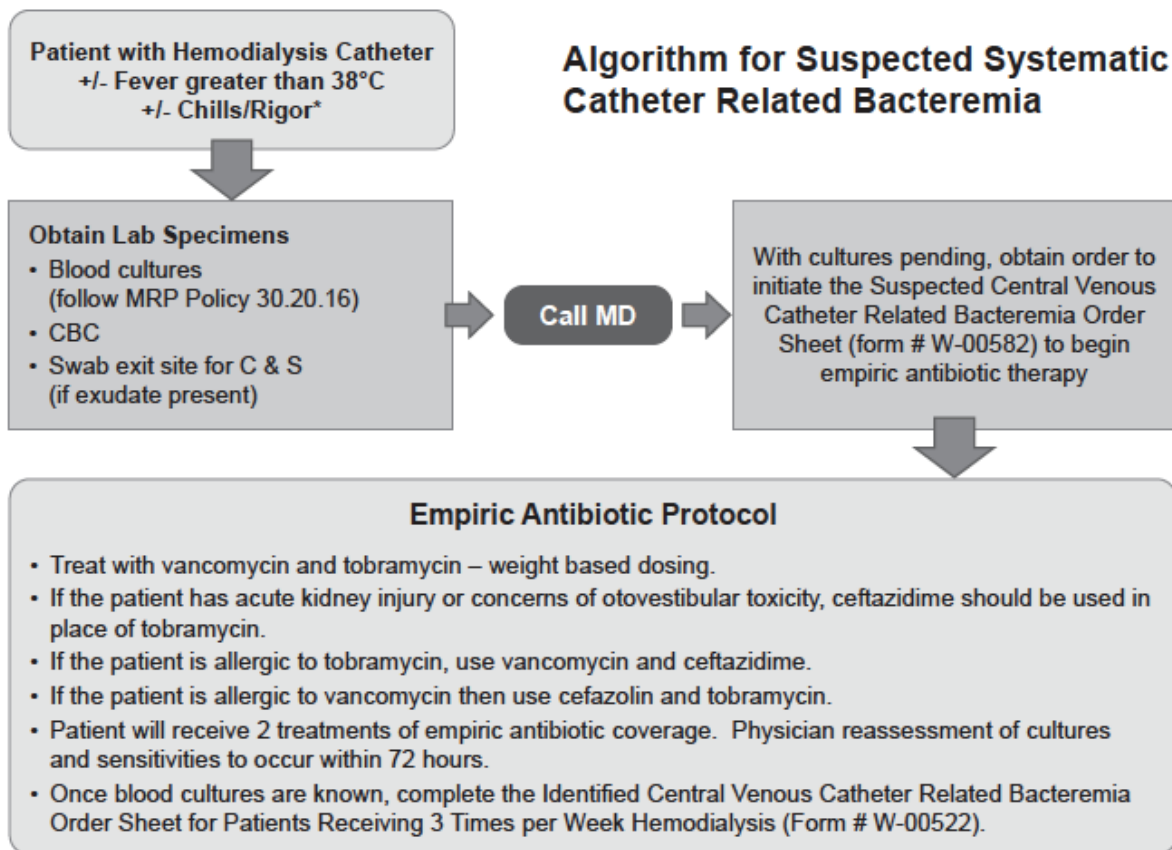 Patient with Hemodialysis Catheter
+/- Fever greater than 38°C
+/- Chills/Rigor*
Algorithm for Suspected Systematic
Catheter Related Bacteremia
Obtain Lab Specimens
• Blood cultures
(follow MRP Policy 30.20.16)
• CBC
• Swab exit site for C & S
(if exudate present)
Call MD
With cultures pending, obtain order to
initiate the Suspected Central Venous
Catheter Related Bacteremia Order
Sheet (form # W-00582) to begin
empiric antibiotic therapy
Empiric Antibiotic Protocol
• Treat with vancomycin and tobramycin – weight based dosing.
• If the patient has acute kidney injury or concerns of otovestibular toxicity, ceftazidime should be used in
place of tobramycin.
• If the patient is allergic to tobramycin, use vancomycin and ceftazidime.
• If the patient is allergic to vancomycin then use cefazolin and tobramycin.
• Patient will receive 2 treatments of empiric antibiotic coverage.  Physician reassessment of cultures
and sensitivities to occur within 72 hours.
• Once blood cultures are known, complete the Identified Central Venous Catheter Related Bacteremia
Order Sheet for Patients Receiving 3 Times per Week Hemodialysis (Form # W-00522).